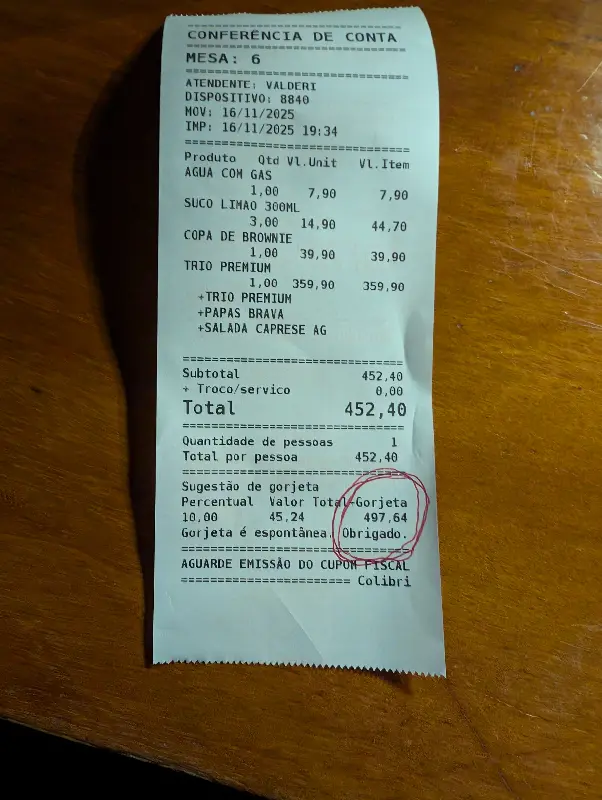 ==============================
CONFERÊNCIA DE CONTA
==============================
MESA: 6
==============================
ATENDENTE: VALDERI
DISPOSITIVO: 8840
MOV: 16/11/2025
IMP: 16/11/2025 19:34
==============================
Produto Qtd Vl.Unit Vl.Item
AGUA COM GAS
1,00 7,90 7,90
SUCO LIMAO 300ML
3,00 14,90 44,70
COPA DE BROWNIE
1,00 39,90 39,90
TRIO PREMIUM
1,00 359,90 359,90
+TRIO PREMIUM
+PAPAS BRAVA
+SALADA CAPRESE AG
==============================
Subtotal 452,40
+ Troco/servico 0,00
Total 452,40
==============================
Quantidade de pessoas 1
Total por pessoa 452,40
==============================
Sugestão de gorjeta
Percentual Valor Total+Gorjeta
10,00 45,24 497,64
Gorjeta é espontânea. Obrigado.
==============================
AGUARDE EMISSÃO DO CUPOM FISCAL
====================== Colibri